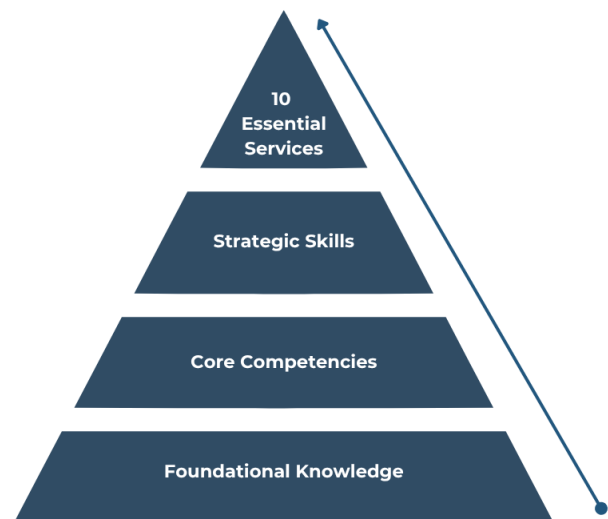 10
Essential
Services
Strategic Skills
Core Competencies
Foundational Knowledge